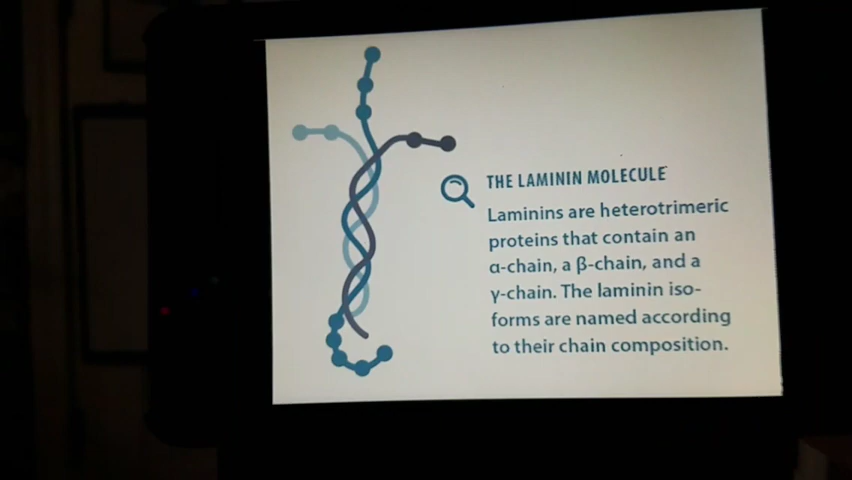 THE LAMININ MOLECULE
Laminins are heterotrimeric
proteins that contain an
α-chain, a β-chain, and a
γ-chain. The laminin iso-
forms are named according
to their chain composition.